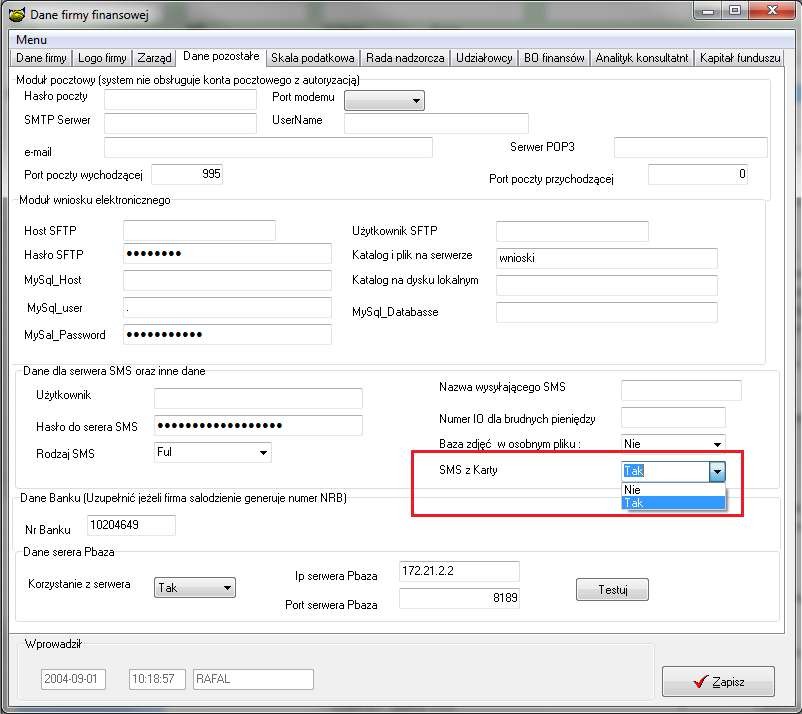 Dane firmy finansowej
Menu
Dane firmy Logo firmy Zarząd Dane pozostałe Skala podatkowa Rada nadzorcza Udziałowcy BO finansów Analityk konsultatnt Kapitał funduszu
Moduł pocztowy (system nie obsługuje konta pocztowego z autoryzacją)
Hasło poczty Port modemu
SMTP Serwer UserName
e-mail Serwer POP3
Port poczty wychodzącej 995 Port poczty przychodzącej 0
Moduł wniosku elektronicznego
Host SFTP Użytkownik SFTP
Hasło SFTP ●●●●●●●● Katalog i plik na serwerze wnioski
MySql_Host Katalog na dysku lokalnym
MySql_user . MySql_Databasse
MySal_Password ●●●●●●●●●●●
Dane dla serwera SMS oraz inne dane
Użytkownik Nazwa wysyłającego SMS
Hasło do serera SMS ●●●●●●●●●●●●●●●●●● Numer IO dla brudnych pieniędzy
Rodzaj SMS Ful Baza zdjęć w osobnym pliku : Nie
SMS z Karty Tak
Nie
Tak
Dane Banku (Uzupełnić jeżeli firma salodzienie generuje numer NRB)
Nr Banku 10204649
Dane serera Pbaza
Korzystanie z serwera Tak Ip serwera Pbaza 172.21.2.2
Port serwera Pbaza 8189 Testuj
Wprowadził
2004-09-01 10:18:57 RAFAL Zapisz